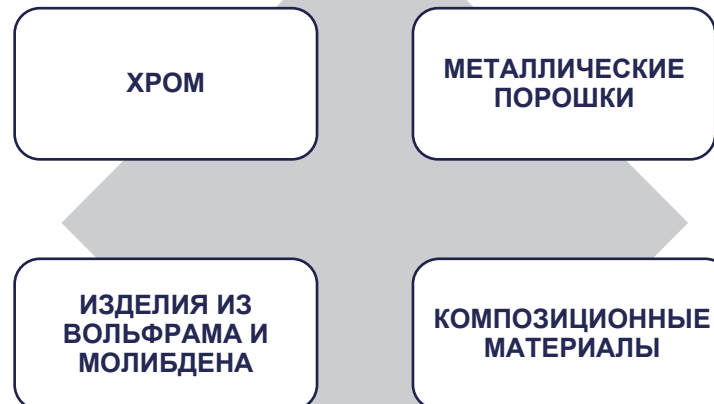 ХРОМ
МЕТАЛЛИЧЕСКИЕ
ПОРОШКИ
ИЗДЕЛИЯ ИЗ
ВОЛЬФРАМА И
МОЛИБДЕНА
КОМПОЗИЦИОННЫЕ
МАТЕРИАЛЫ